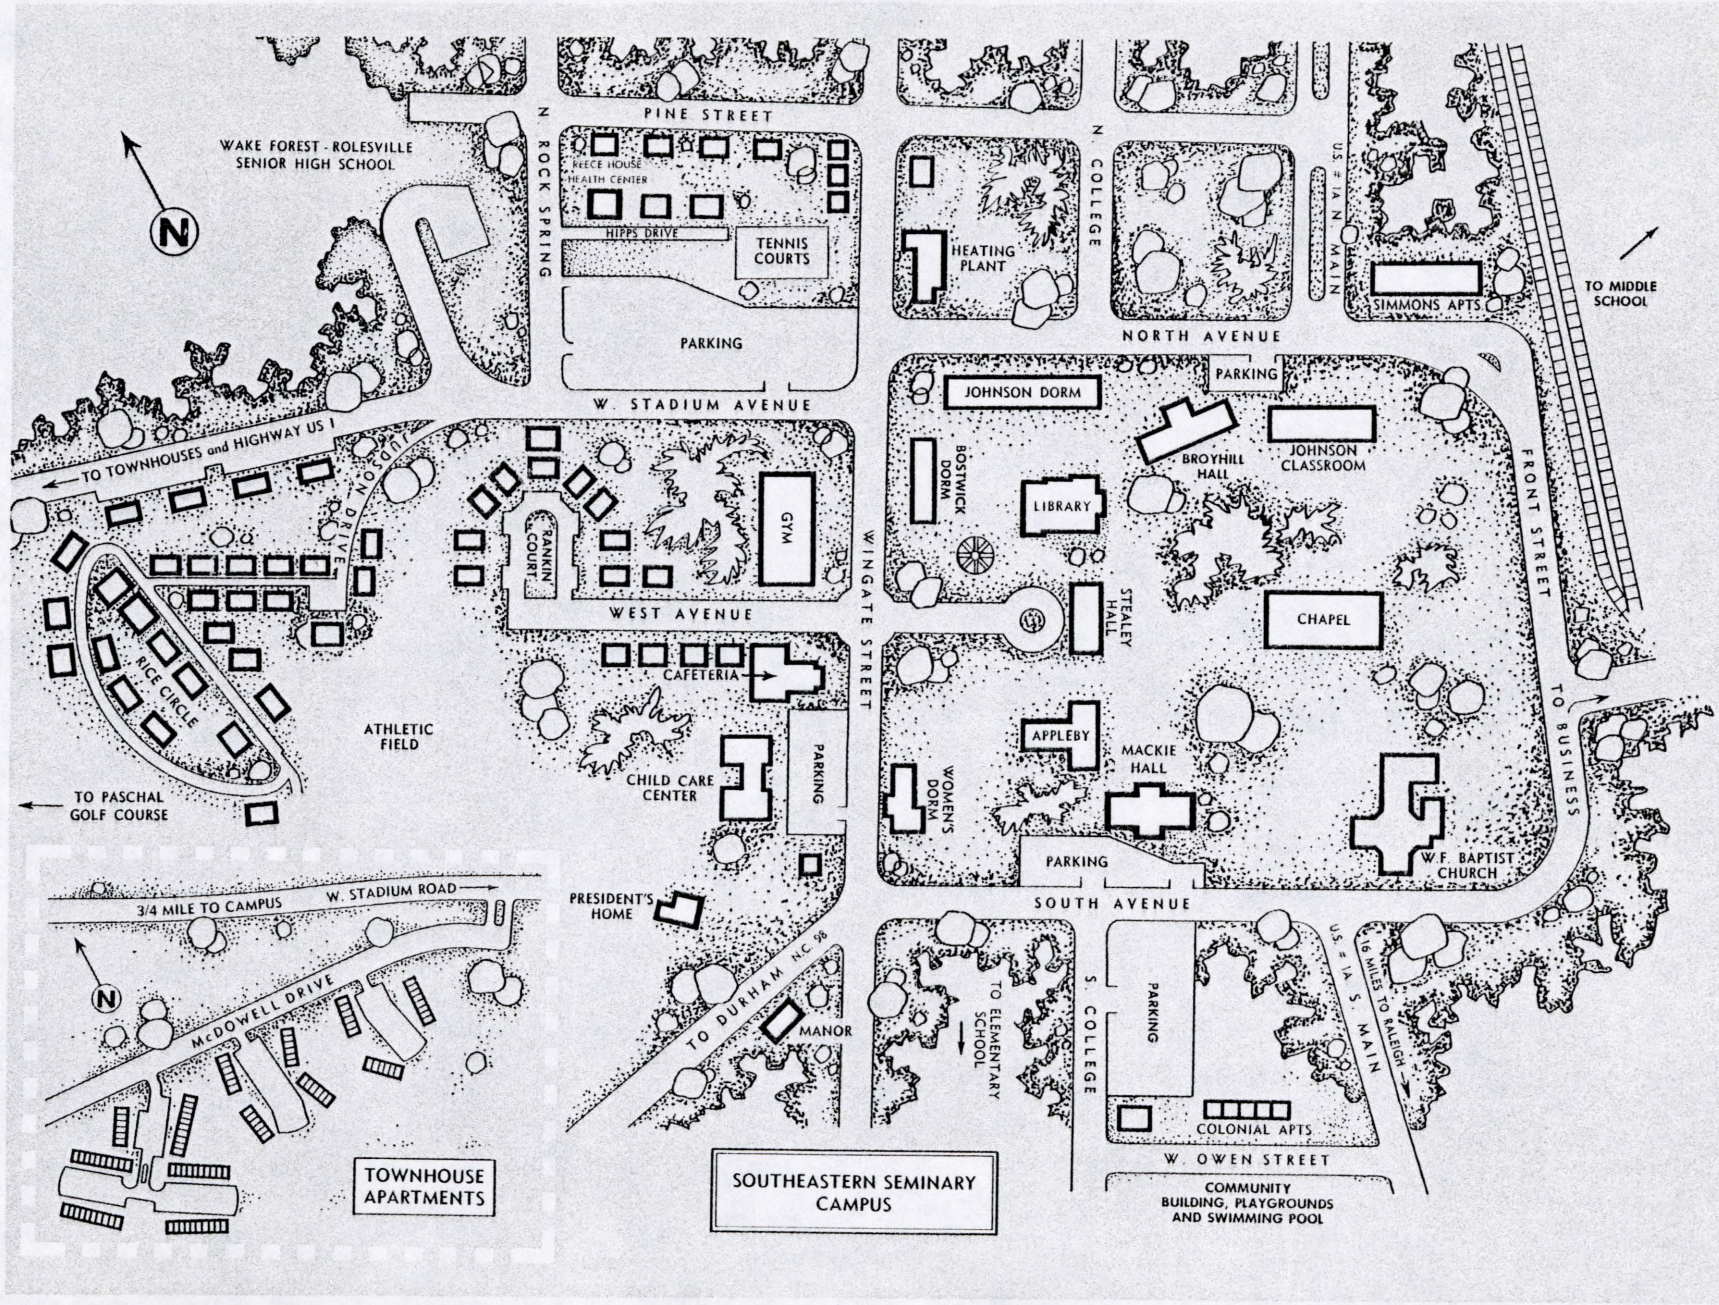 PINE STREET
WAKE FOREST - ROLESVILLE
SENIOR HIGH SCHOOL
N
N ROCK SPRING
REECE HOUSE
HEALTH CENTER
HIPPS DRIVE
TENNIS
COURTS
PARKING
W. STADIUM AVENUE
N COLLEGE
HEATING
PLANT
U.S. # 1A N. MAIN
SIMMONS APTS
TO MIDDLE
SCHOOL
NORTH AVENUE
PARKING
JOHNSON DORM
BROYHILL
HALL
JOHNSON
CLASSROOM
BOSTWICK
DORM
LIBRARY
FRONT STREET
← TO TOWNHOUSES and HIGHWAY US 1
JUDSON DRIVE
RANKIN
COURT
GYM
WINGATE STREET
WEST AVENUE
STEALEY
HALL
CHAPEL
CAFETERIA
RICE CIRCLE
ATHLETIC
FIELD
CHILD CARE
CENTER
PARKING
APPLEBY
MACKIE
HALL
WOMEN'S
DORM
TO BUSINESS
W.F. BAPTIST
CHURCH
PARKING
SOUTH AVENUE
← TO PASCHAL
GOLF COURSE
PRESIDENT'S
HOME
W. STADIUM ROAD →
3/4 MILE TO CAMPUS
N
McDOWELL DRIVE
TOWNHOUSE
APARTMENTS
TO DURHAM N.C. 98
MANOR
TO ELEMENTARY
SCHOOL
S. COLLEGE
PARKING
U.S. # 1A S. MAIN
16 MILES TO RALEIGH →
COLONIAL APTS
W. OWEN STREET
COMMUNITY
BUILDING, PLAYGROUNDS
AND SWIMMING POOL
SOUTHEASTERN SEMINARY
CAMPUS